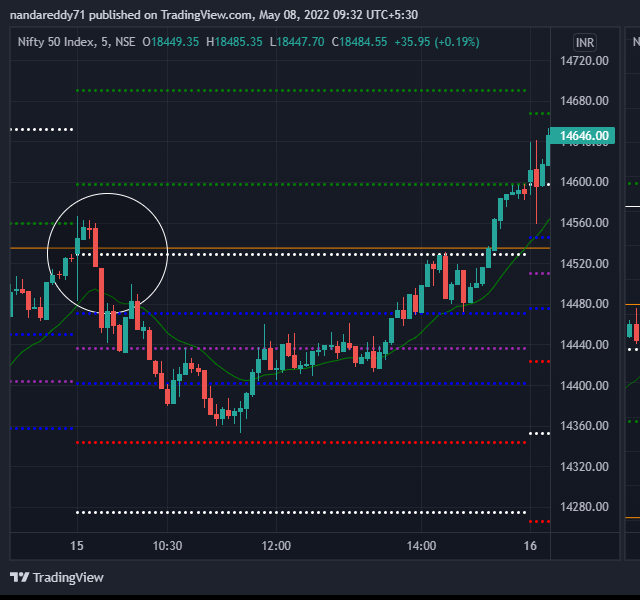 nandareddy71 published on TradingView.com, May 08, 2022 09:32 UTC+5:30
Nifty 50 Index, 5, NSE O18449.35 H18485.35 L18447.70 C18484.55 +35.95 (+0.19%)
INR
N
14720.00
14680.00
14646.00
14600.00
14560.00
14520.00
14480.00
14440.00
14400.00
14360.00
14320.00
14280.00
15 10:30 12:00 14:00 16
TradingView